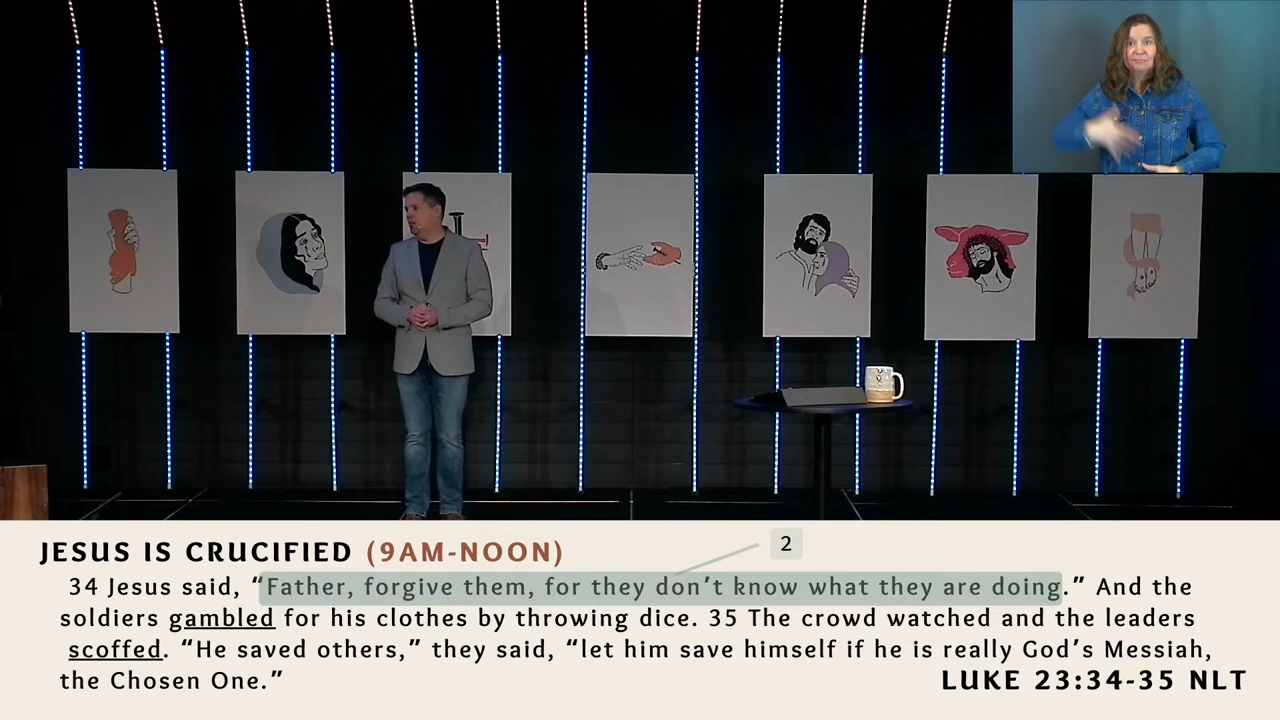 JESUS IS CRUCIFIED (9AM-NOON)
2
34 Jesus said, “Father, forgive them, for they don’t know what they are doing.” And the
soldiers gambled for his clothes by throwing dice. 35 The crowd watched and the leaders
scoffed. “He saved others,” they said, “let him save himself if he is really God’s Messiah,
the Chosen One.”
LUKE 23:34-35 NLT